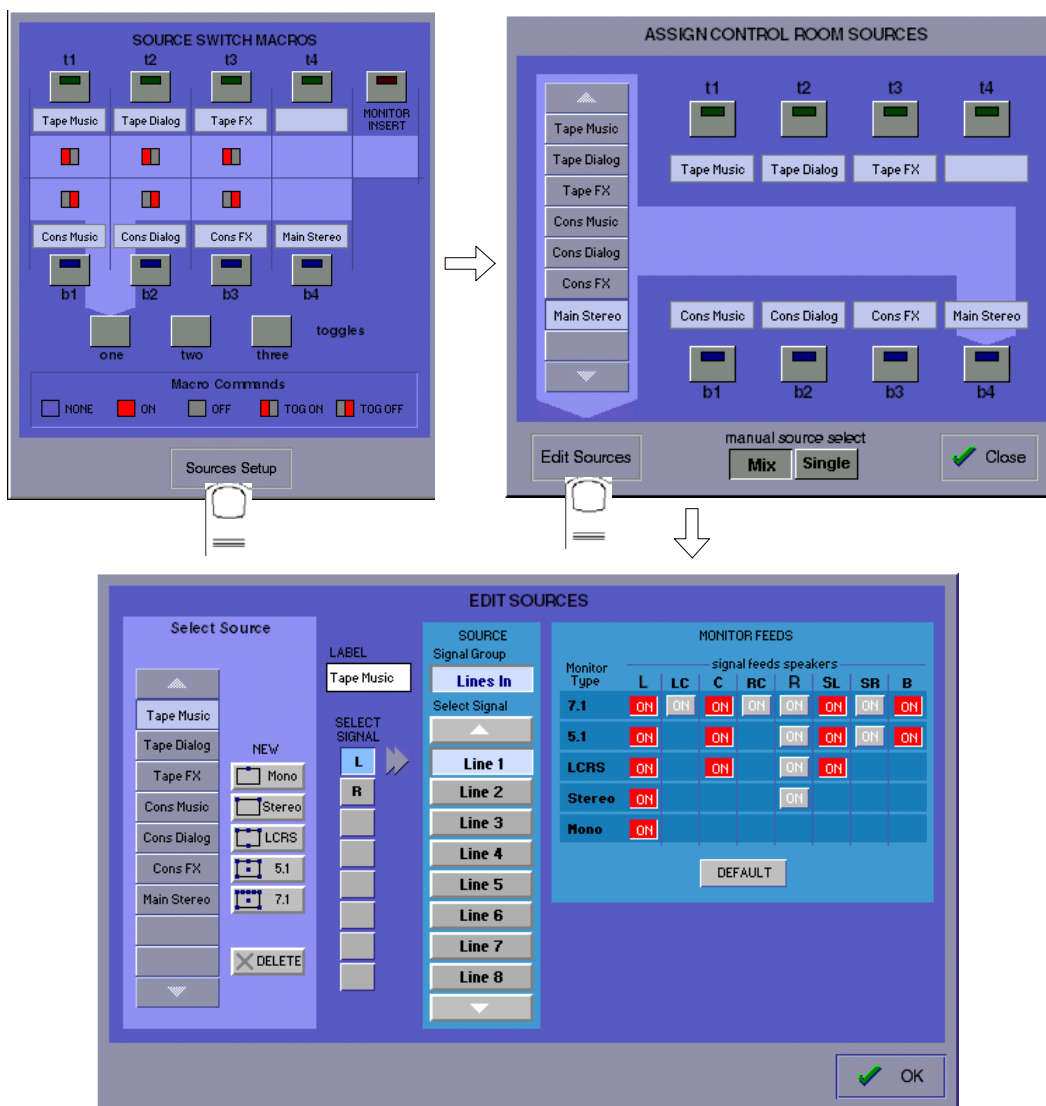 SOURCE SWITCH MACROS
t1 t2 t3 t4
Tape Music Tape Dialog Tape FX
MONITOR
INSERT
Cons Music Cons Dialog Cons FX Main Stereo
b1 b2 b3 b4
toggles
one two three
Macro Commands
NONE ON OFF TOG ON TOG OFF
Sources Setup
ASSIGN CONTROL ROOM SOURCES
t1 t2 t3 t4
Tape Music
Tape Dialog
Tape FX
Cons Music
Cons Dialog
Cons FX
Main Stereo
Tape Music Tape Dialog Tape FX
Cons Music Cons Dialog Cons FX Main Stereo
b1 b2 b3 b4
Edit Sources
manual source select
Mix Single
Close
EDIT SOURCES
Select Source
Tape Music
Tape Dialog
Tape FX
Cons Music
Cons Dialog
Cons FX
Main Stereo
NEW
Mono
Stereo
LCRS
5.1
7.1
DELETE
LABEL
Tape Music
SELECT
SIGNAL
L
R
SOURCE
Signal Group
Lines In
Select Signal
Line 1
Line 2
Line 3
Line 4
Line 5
Line 6
Line 7
Line 8
MONITOR FEEDS
signal feeds speakers
Monitor
Type L LC C RC R SL SR B
7.1 ON ON ON ON ON ON ON ON
5.1 ON ON ON ON ON ON
LCRS ON ON ON ON
Stereo ON ON
Mono ON
DEFAULT
OK